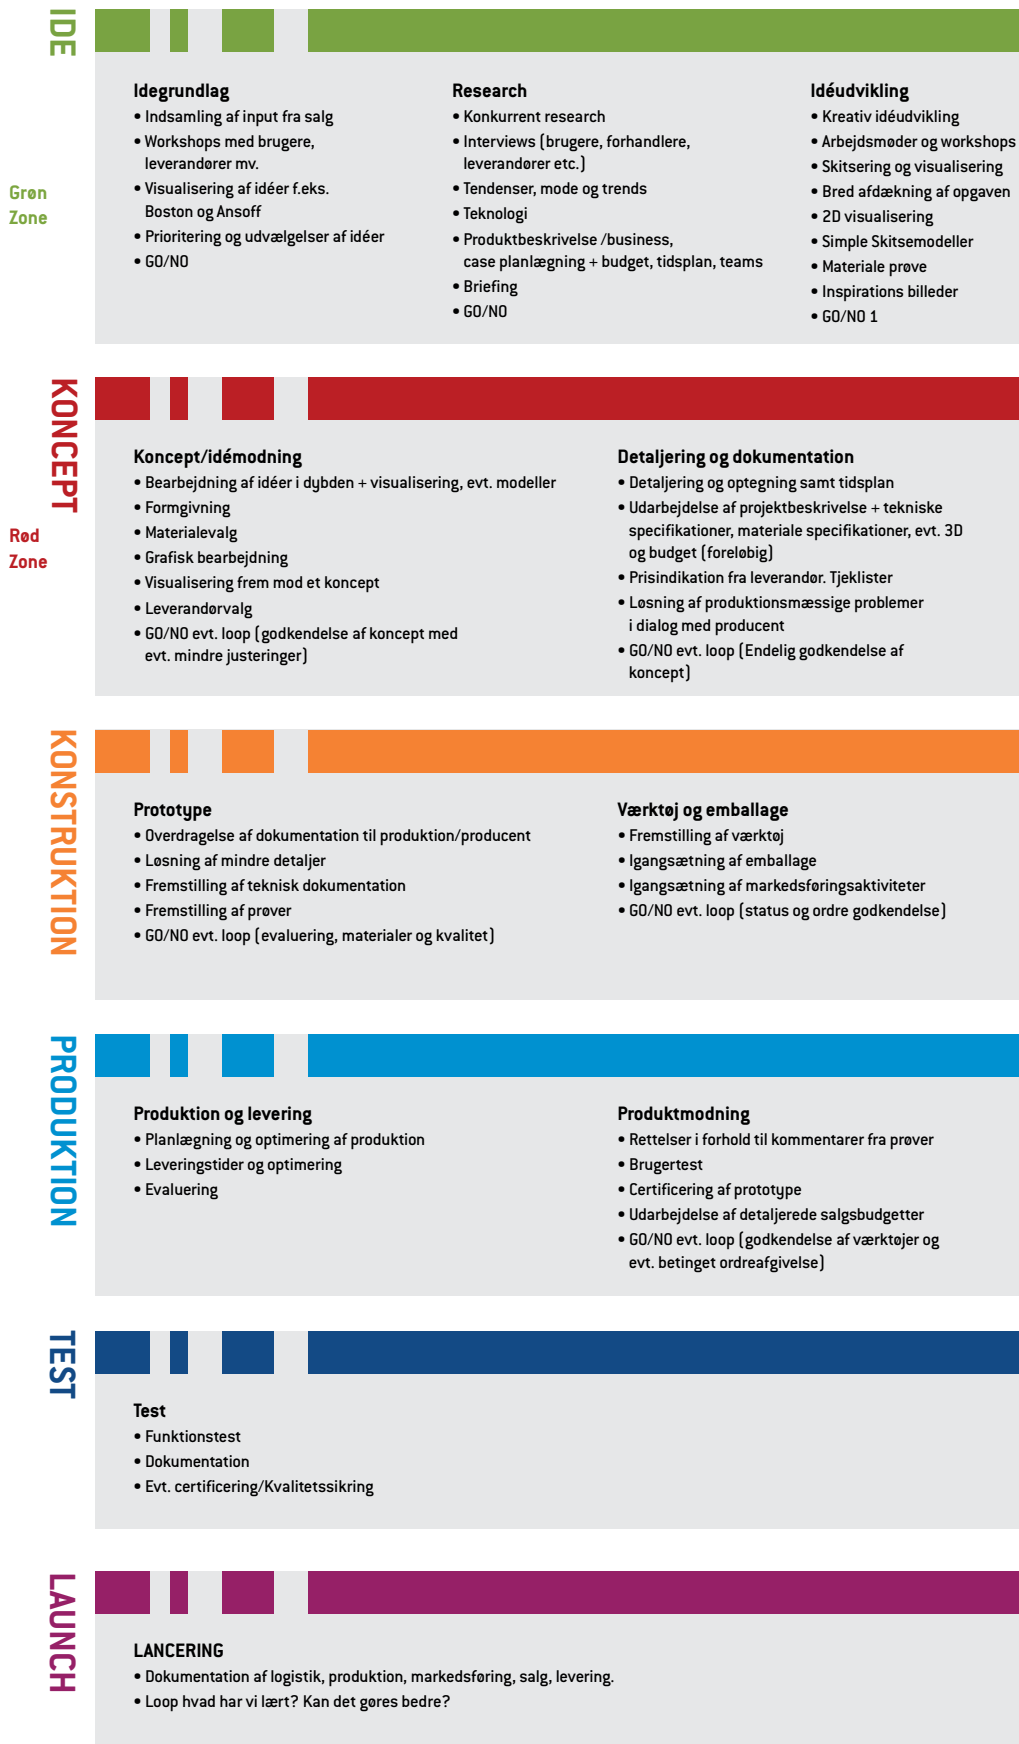 IDE
Grøn
Zone
Idegrundlag
• Indsamling af input fra salg
• Workshops med brugere,
leverandører mv.
• Visualisering af idéer f.eks.
Boston og Ansoff
• Prioritering og udvælgelser af idéer
• GO/NO
Research
• Konkurrent research
• Interviews (brugere, forhandlere,
leverandører etc.)
• Tendenser, mode og trends
• Teknologi
• Produktbeskrivelse /business,
case planlægning + budget, tidsplan, teams
• Briefing
• GO/NO
Idéudvikling
• Kreativ idéudvikling
• Arbejdsmøder og workshops
• Skitsering og visualisering
• Bred afdækning af opgaven
• 2D visualisering
• Simple Skitsemodeller
• Materiale prøve
• Inspirations billeder
• GO/NO 1
KONCEPT
Rød
Zone
Koncept/idémodning
• Bearbejdning af idéer i dybden + visualisering, evt. modeller
• Formgivning
• Materialevalg
• Grafisk bearbejdning
• Visualisering frem mod et koncept
• Leverandørvalg
• GO/NO evt. loop (godkendelse af koncept med
evt. mindre justeringer)
Detaljering og dokumentation
• Detaljering og optegning samt tidsplan
• Udarbejdelse af projektbeskrivelse + tekniske
specifikationer, materiale specifikationer, evt. 3D
og budget (foreløbig)
• Prisindikation fra leverandør. Tjeklister
• Løsning af produktionsmæssige problemer
i dialog med producent
• GO/NO evt. loop (Endelig godkendelse af
koncept)
KONSTRUKTION
Prototype
• Overdragelse af dokumentation til produktion/producent
• Løsning af mindre detaljer
• Fremstilling af teknisk dokumentation
• Fremstilling af prøver
• GO/NO evt. loop (evaluering, materialer og kvalitet)
Værktøj og emballage
• Fremstilling af værktøj
• Igangsætning af emballage
• Igangsætning af markedsføringsaktiviteter
• GO/NO evt. loop (status og ordre godkendelse)
PRODUKTION
Produktion og levering
• Planlægning og optimering af produktion
• Leveringstider og optimering
• Evaluering
Produktmodning
• Rettelser i forhold til kommentarer fra prøver
• Brugertest
• Certificering af prototype
• Udarbejdelse af detaljerede salgsbudgetter
• GO/NO evt. loop (godkendelse af værktøjer og
evt. betinget ordreafgivelse)
TEST
Test
• Funktionstest
• Dokumentation
• Evt. certificering/Kvalitetssikring
LAUNCH
LANCERING
• Dokumentation af logistik, produktion, markedsføring, salg, levering.
• Loop hvad har vi lært? Kan det gøres bedre?